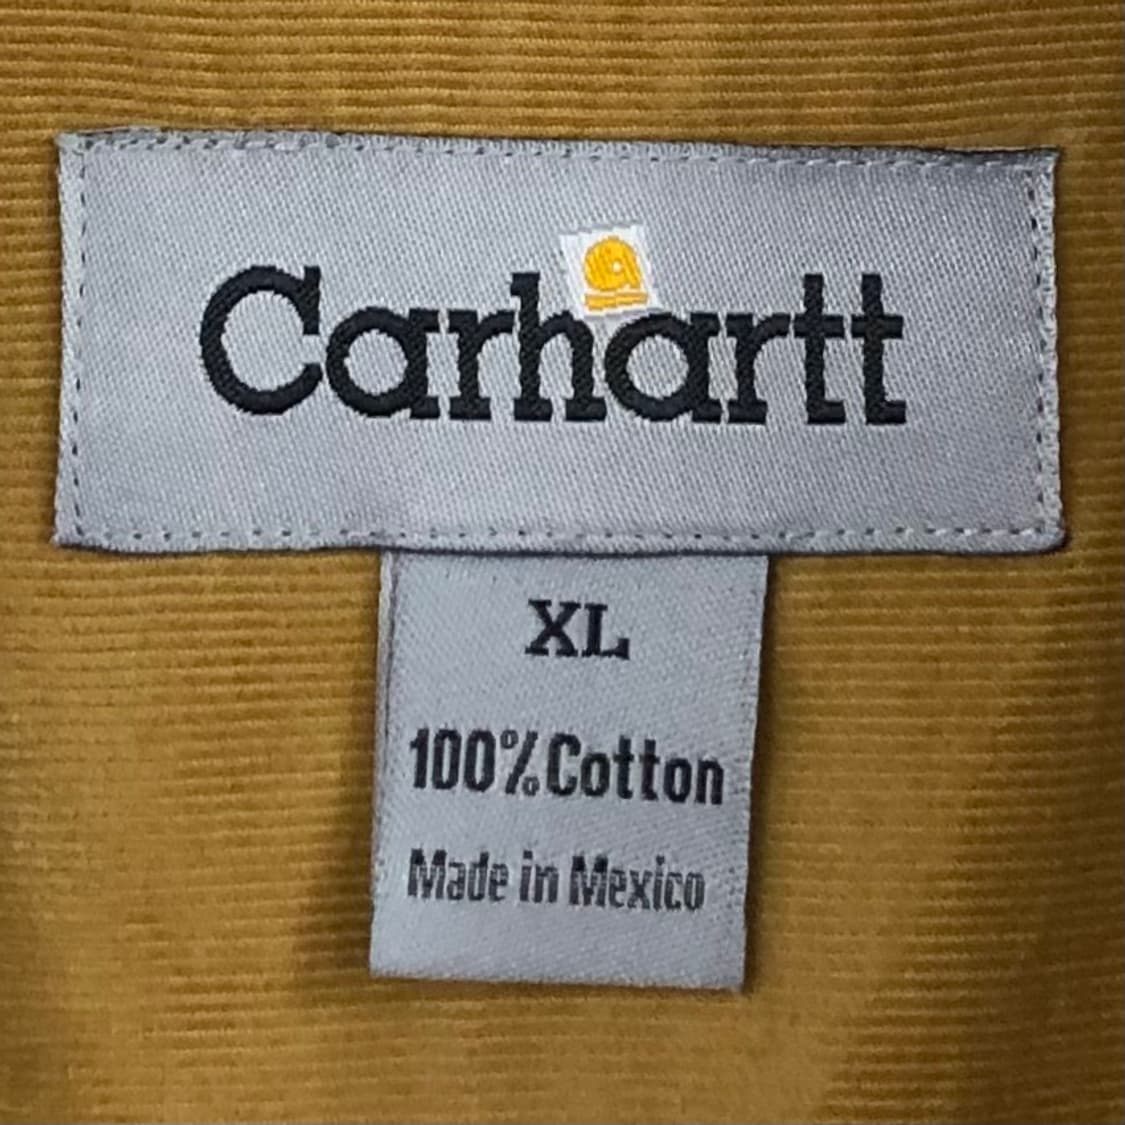 Carhartt
XL
100% Cotton
Made in Mexico